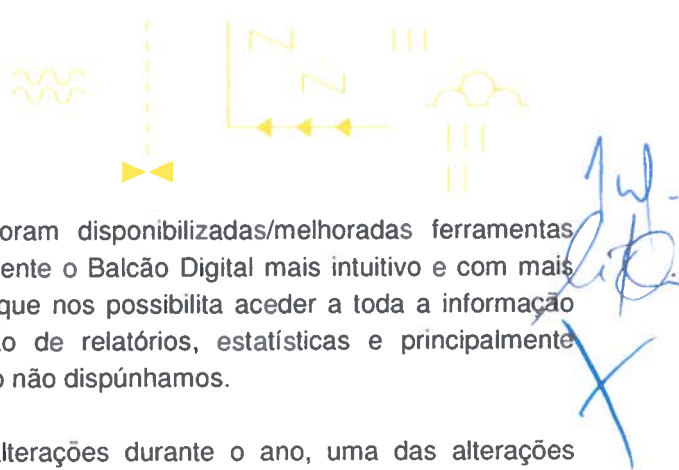 oram disponibilizadas/melhoradas ferramentas
ente o Balcão Digital mais intuitivo e com mais
que nos possibilita aceder a toda a informação
o de relatórios, estatísticas e principalmente
o não dispúnhamos.
lterações durante o ano, uma das alterações